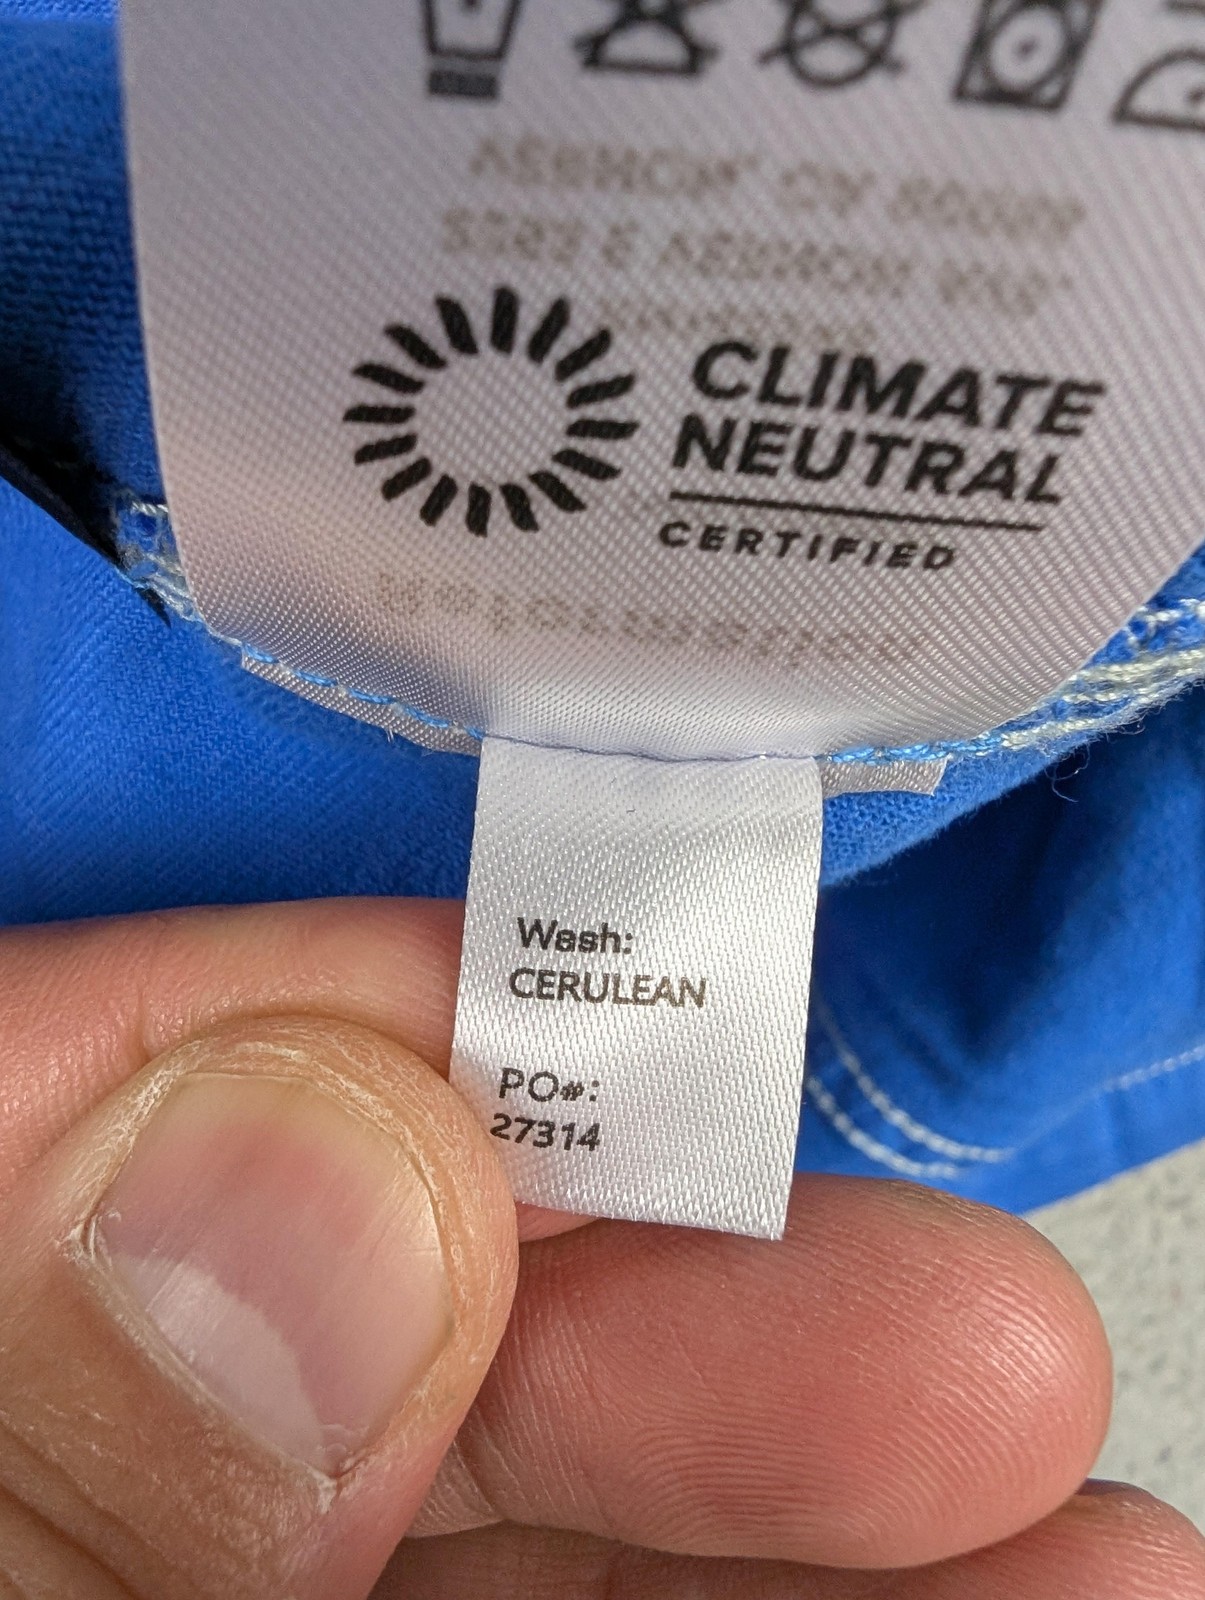 CLIMATE
NEUTRAL
CERTIFIED
Wash:
CERULEAN
PO#:
27314